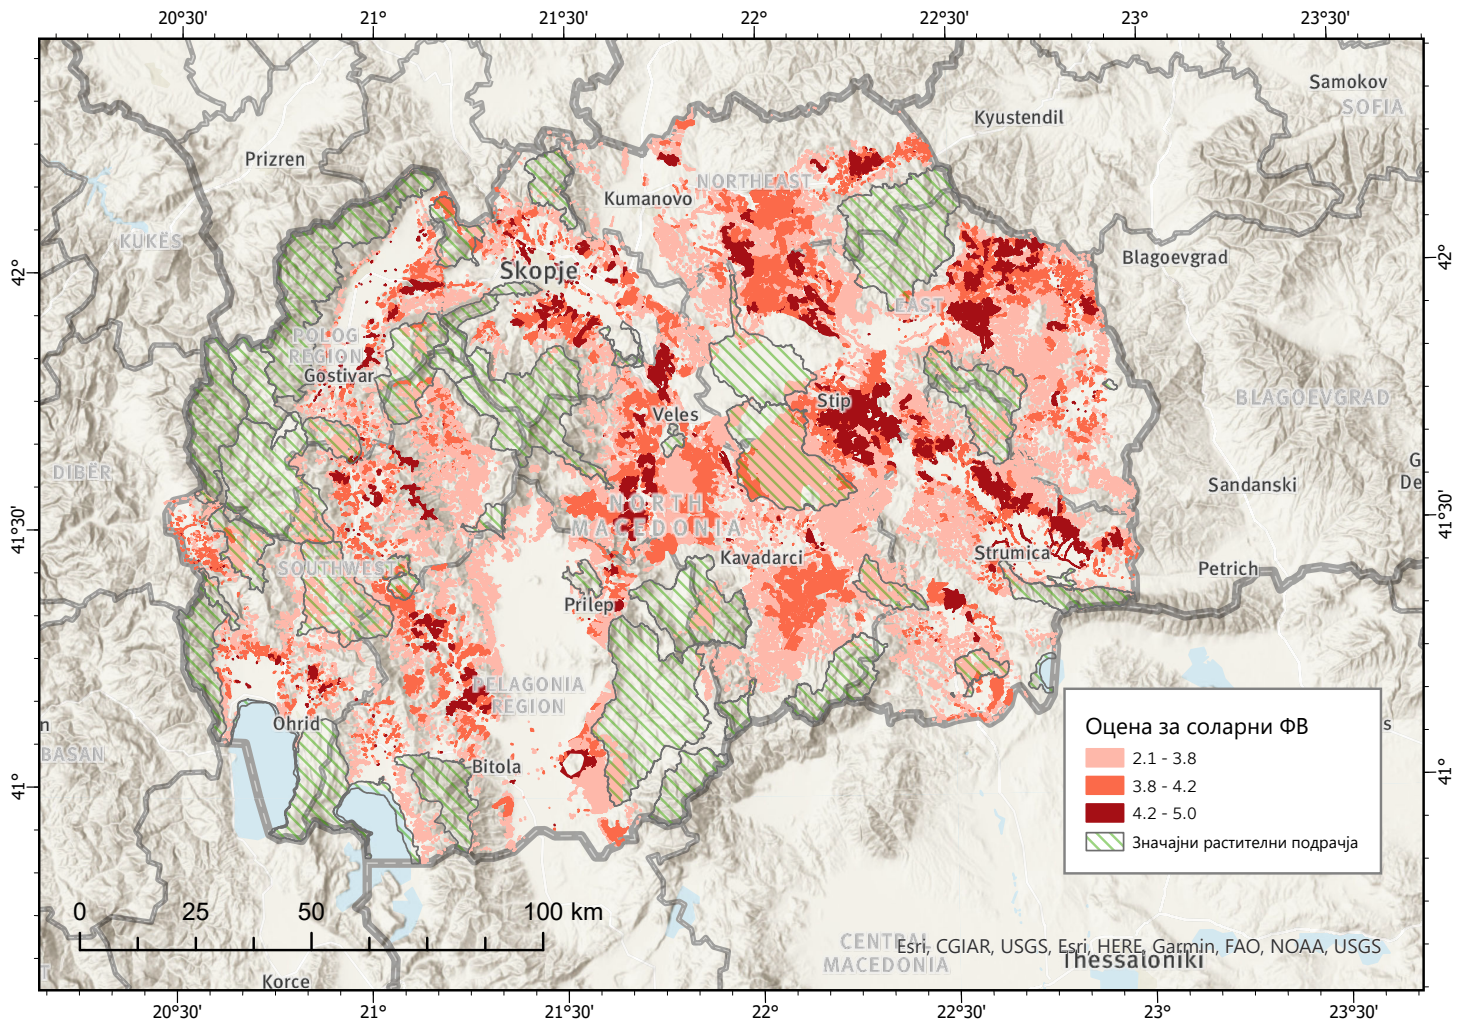 20°30' 21° 21°30' 22° 22°30' 23° 23°30'
Samokov
SOFIA
Kyustendil
Prizren
NORTHEAST
Kumanovo
KUKËS
Blagoevgrad
42° 42°
Skopje
EAST
POLOG
REGION
Gostivar
BLAGOEVGRAD
Stip
Veles
DIBËR
G
De
Sandanski
NORTH
MACEDONIA
41°30' 41°30'
Strumica
Kavadarci
SOUTHWEST
Petrich
Prilep
PELAGONIA
REGION
Ohrid
n
s
BASAN
Bitola
41° 41°
Оцена за соларни ФВ
2.1 - 3.8
3.8 - 4.2
4.2 - 5.0
Значајни растителни подрачја
0 25 50 100 km
CENTRAL
MACEDONIA
Esri, CGIAR, USGS, Esri, HERE, Garmin, FAO, NOAA, USGS
Thessaloniki
T
Korce
20°30' 21° 21°30' 22° 22°30' 23° 23°30'